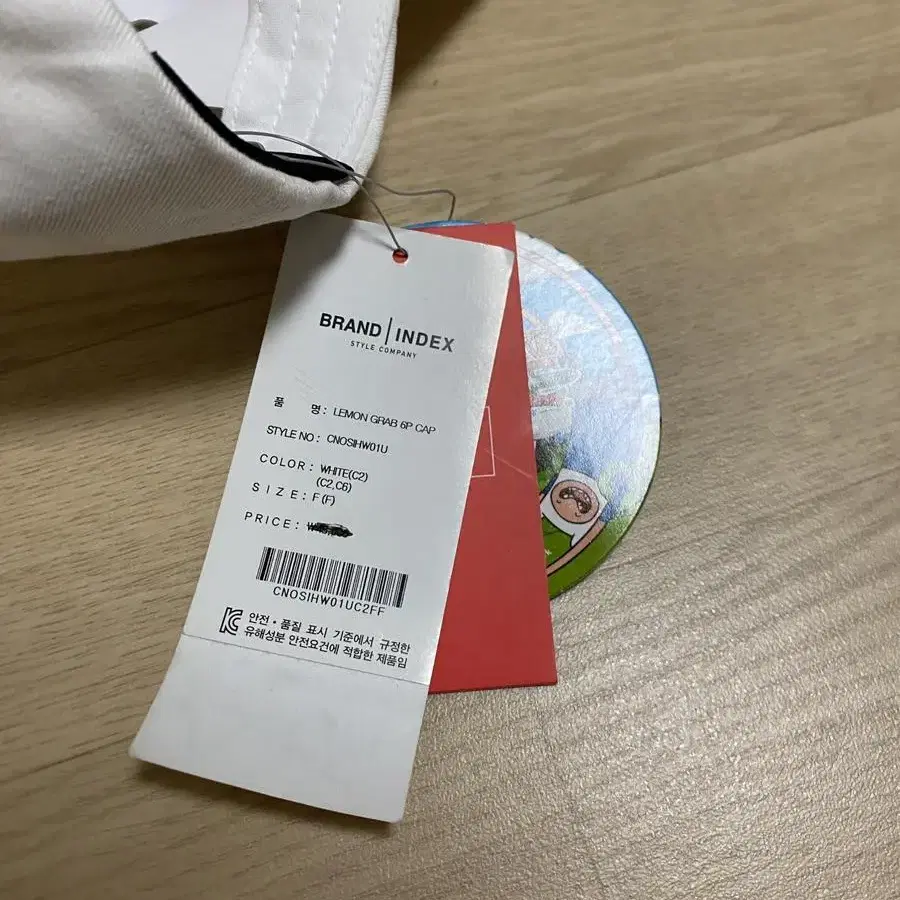 BRAND | INDEX
STYLE COMPANY
품 명: LEMON GRAB 6P CAP
STYLE NO: CNOSIHW01U
COLOR: WHITE(C2)
(C2,C6)
SIZE: F(F)
PRICE:
CNOSIHW01UC2FF
안전・품질 표시 기준에서 규정한
유해성분 안전요건에 적합한 제품임